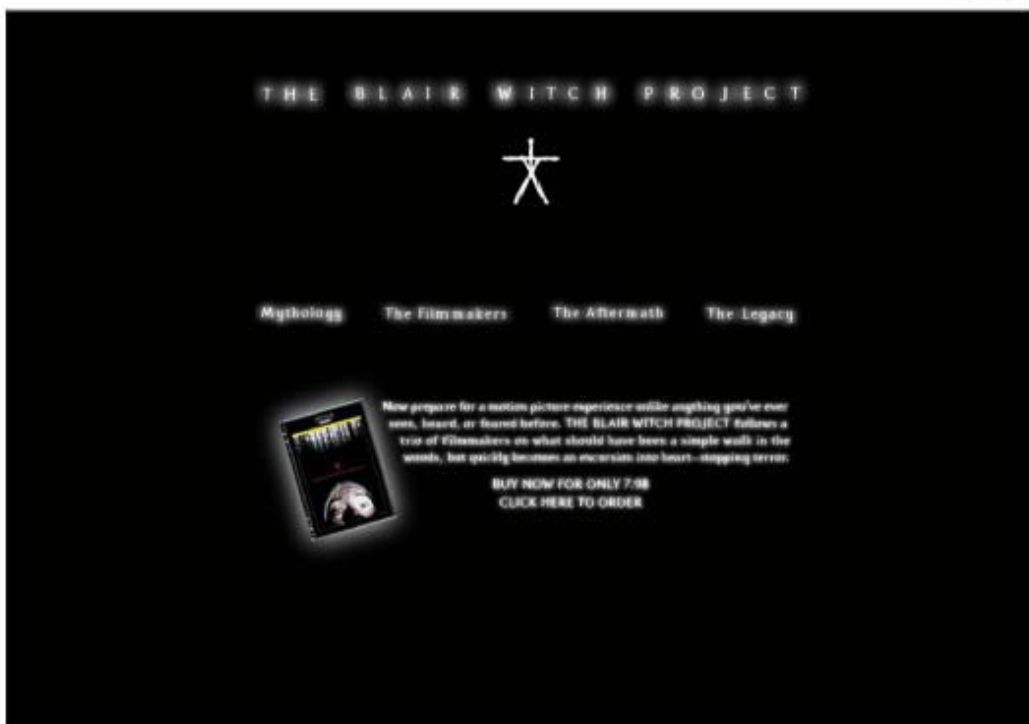 THE BLAIR WITCH PROJECT
Mythology The Filmmakers The Aftermath The Legacy
Now prepare for a motion picture experience unlike anything you've ever
seen, heard, or feared before. THE BLAIR WITCH PROJECT follows a
trio of filmmakers on what should have been a simple walk in the
woods, but quickly becomes an excursion into heart-stopping terror.
BUY NOW FOR ONLY 7.98
CLICK HERE TO ORDER